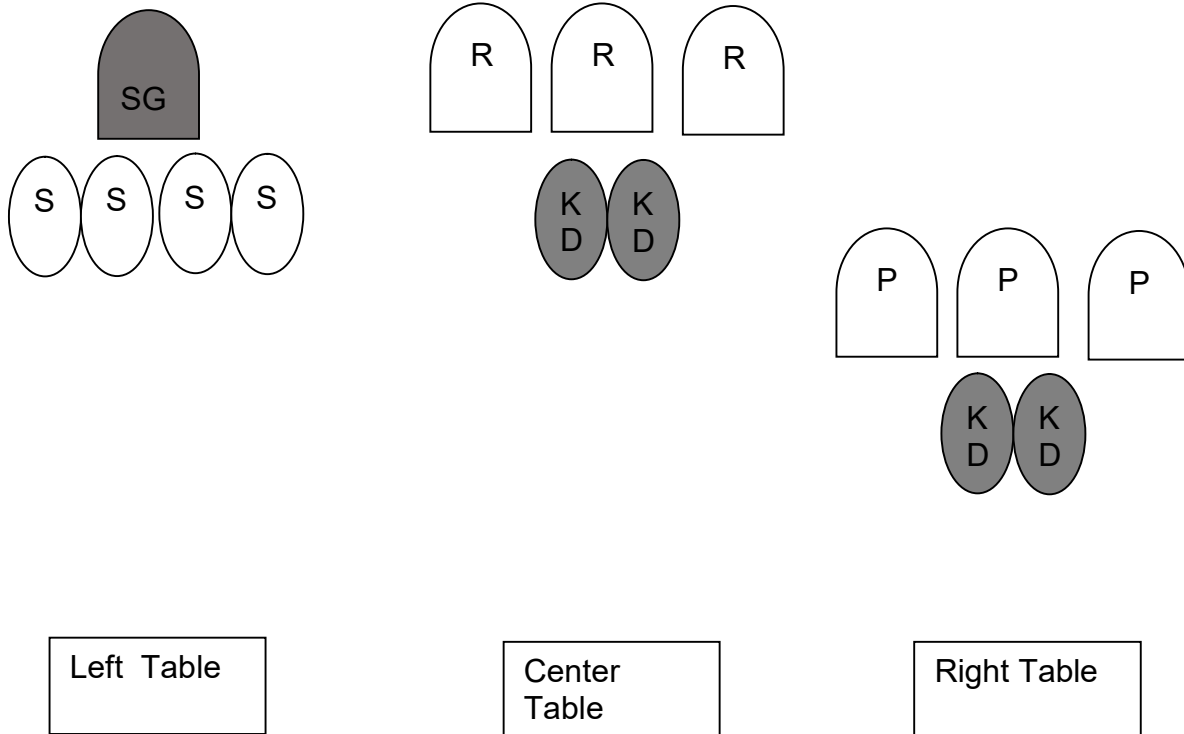 SG
S S S S
R R R
K K
D D
P P P
K K
D D
Left Table
Center
Table
Right Table